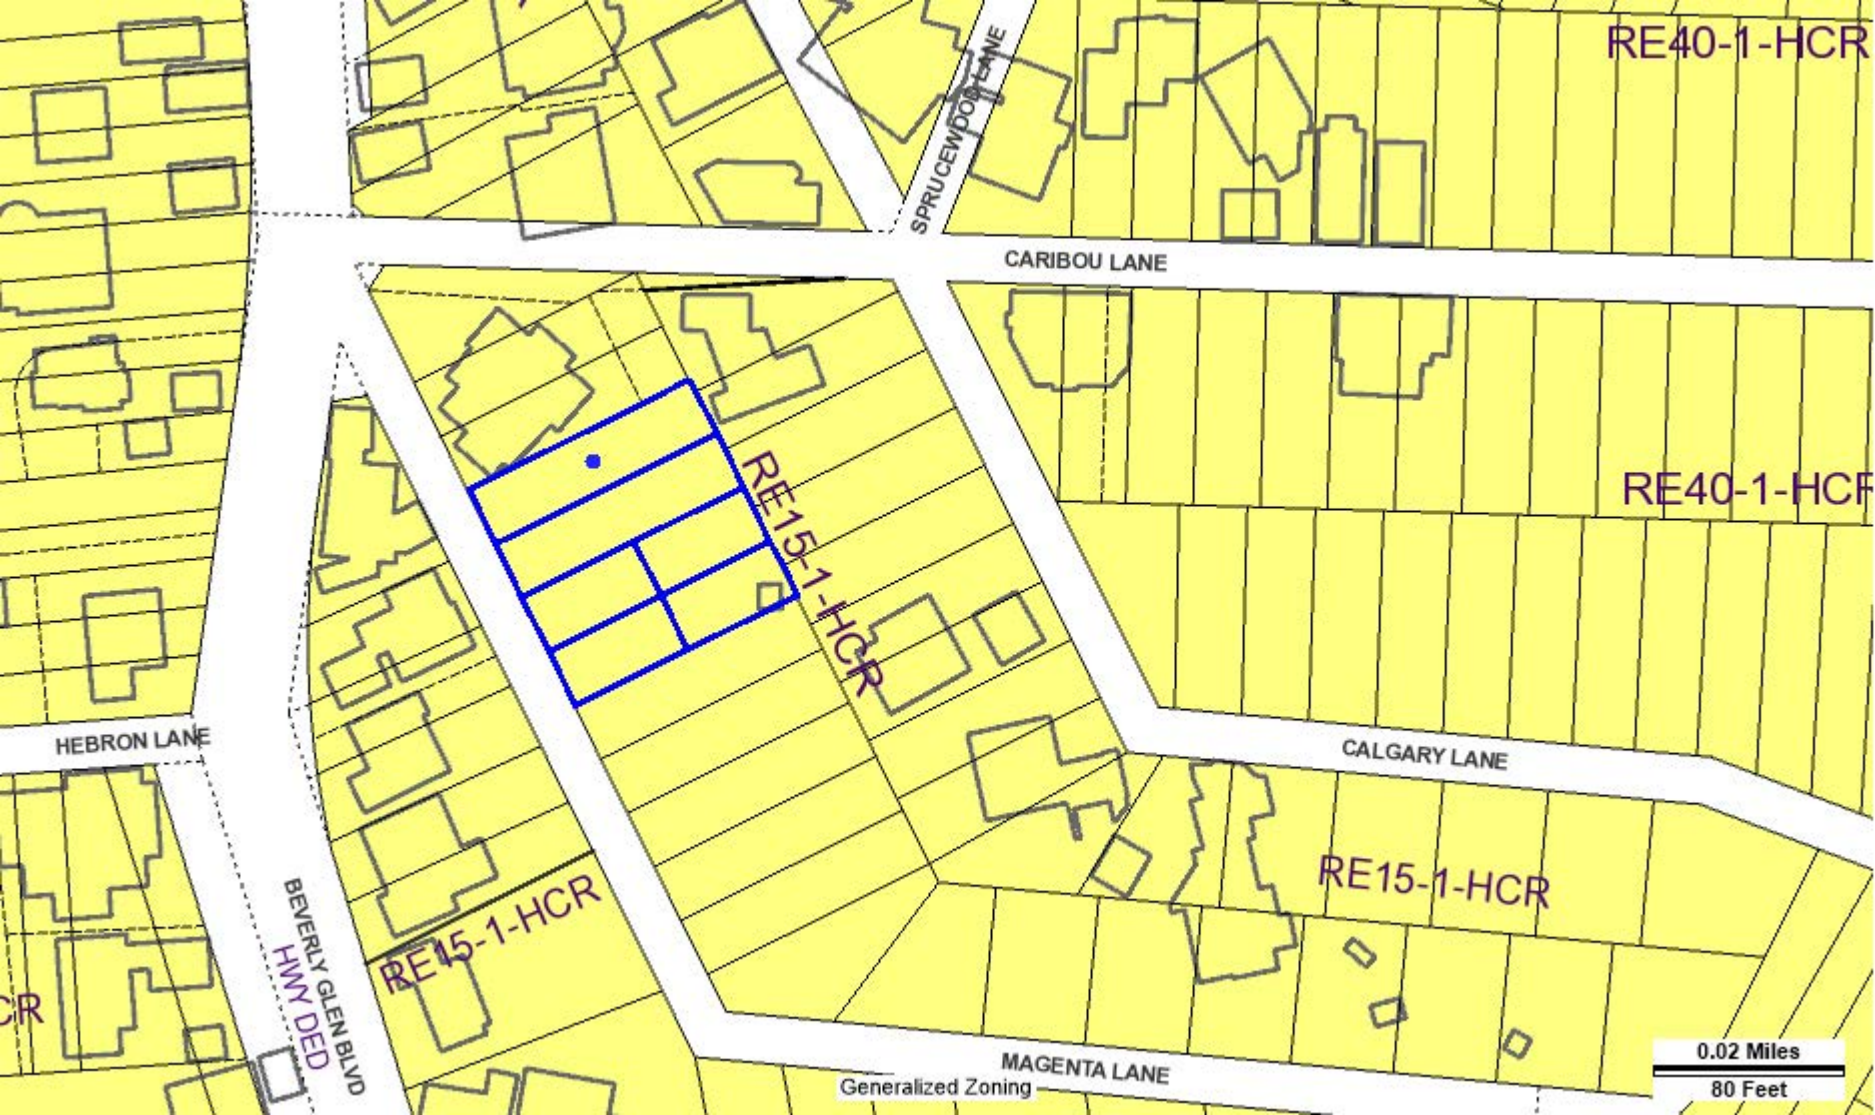 RE40-1-HCR
SPRUCEWOOD LANE
CARIBOU LANE
RE15-1-HCR
RE40-1-HCR
HEBRON LANE
CALGARY LANE
RE15-1-HCR
RE15-1-HCR
BEVERLY GLEN BLVD
HWY DED
CR
MAGENTA LANE
Generalized Zoning
0.02 Miles
80 Feet